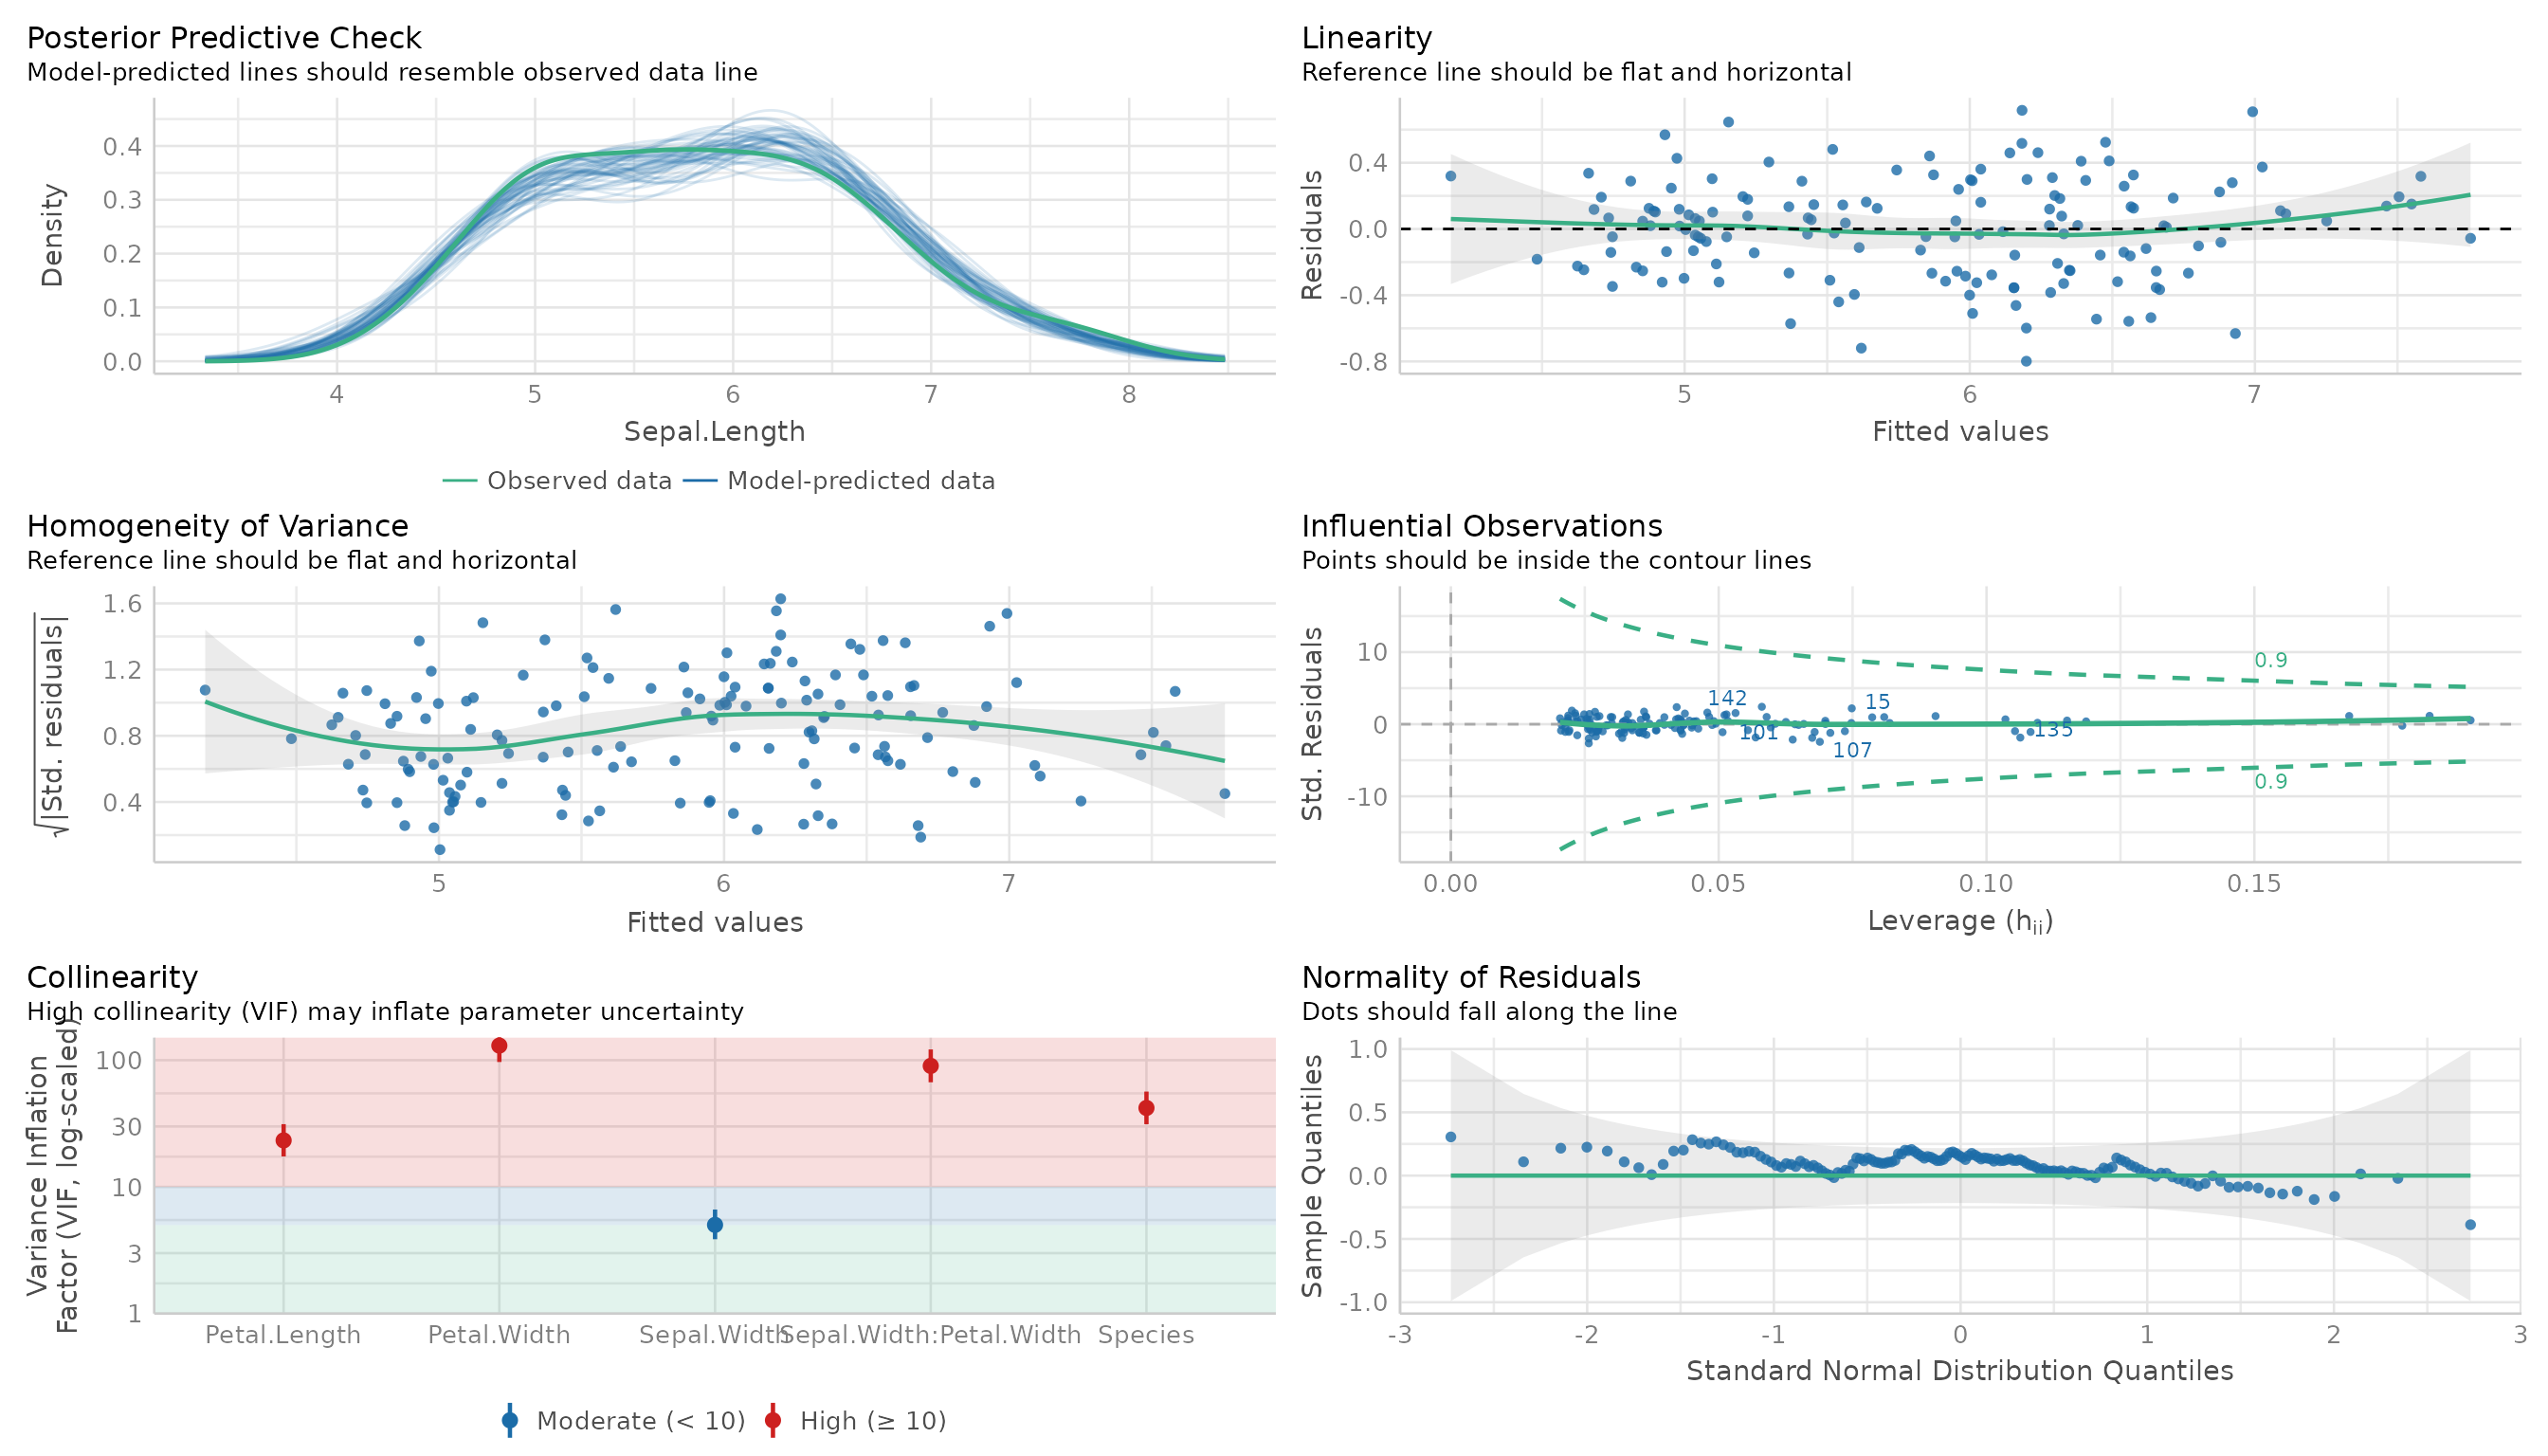 Posterior Predictive Check
Model-predicted lines should resemble observed data line
0.4
0.3
0.2
0.1
0.0
Density
4 5 6 7 8
Sepal.Length
Observed data Model-predicted data
Linearity
Reference line should be flat and horizontal
0.4
0.0
-0.4
-0.8
Residuals
5 6 7
Fitted values
Homogeneity of Variance
Reference line should be flat and horizontal
1.6
1.2
0.8
0.4
√|Std. residuals|
5 6 7
Fitted values
Influential Observations
Points should be inside the contour lines
10
0
-10
Std. Residuals
0.9
142
15
101
135
107
0.9
0.00 0.05 0.10 0.15
Leverage (hii)
Collinearity
High collinearity (VIF) may inflate parameter uncertainty
100
30
10
3
1
Variance Inflation
Factor (VIF, log-scaled)
Petal.Length Petal.Width Sepal.Width Sepal.Width:Petal.Width Species
Moderate (< 10) High (≥ 10)
Normality of Residuals
Dots should fall along the line
1.0
0.5
0.0
-0.5
-1.0
Sample Quantiles
-3 -2 -1 0 1 2 3
Standard Normal Distribution Quantiles